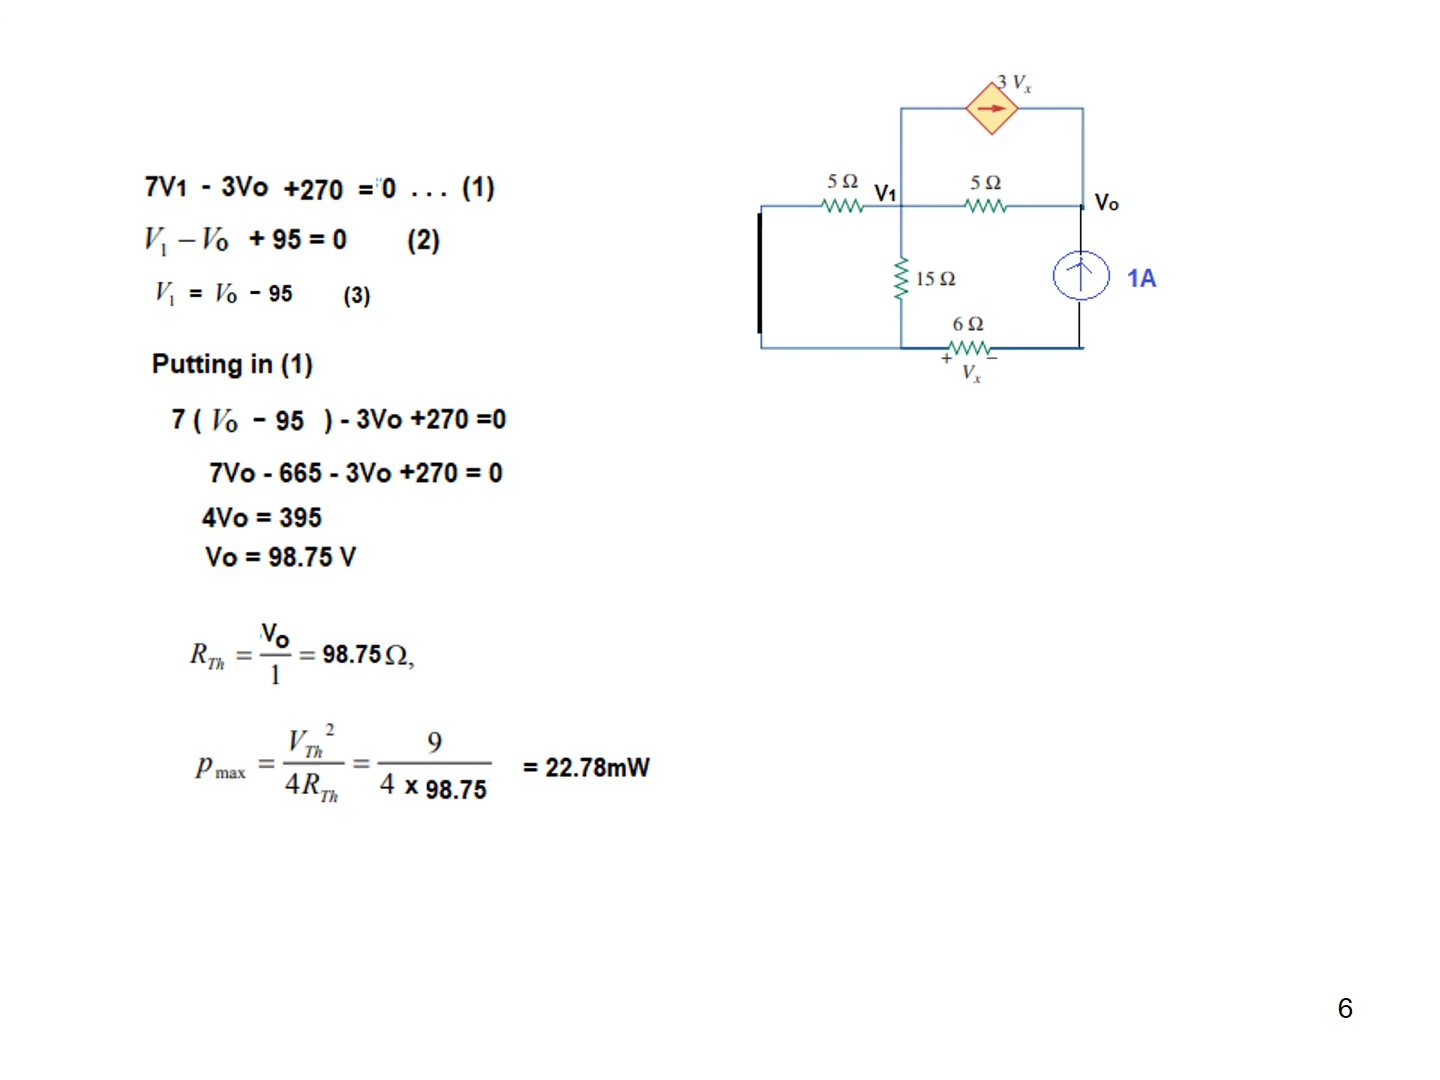 7V1 - 3Vo +270 = 0 . . . (1)
V1 – Vo + 95 = 0 (2)
V1 = Vo - 95 (3)
Putting in (1)
7 ( Vo - 95 ) - 3Vo +270 =0
7Vo - 665 - 3Vo +270 = 0
4Vo = 395
Vo = 98.75 V
RTh = Vo / 1 = 98.75 Ω,
pmax = VTh² / 4RTh = 9 / 4 x 98.75 = 22.78mW
3 Vx
5 Ω V1 5 Ω Vo
15 Ω 1A
6 Ω
+ –
Vx
6